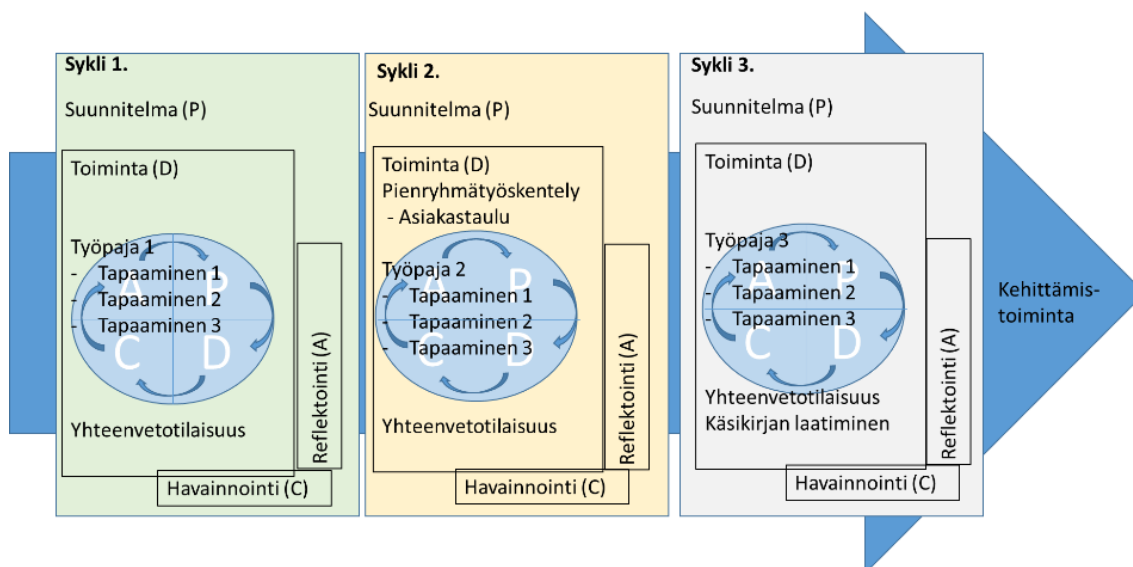 Sykli 1.
Suunnitelma (P)
Toiminta (D)
Työpaja 1
- Tapaaminen 1
- Tapaaminen 2
- Tapaaminen 3
A P
C D
Yhteenvetotilaisuus
Reflektointi (A)
Havainnointi (C)
Sykli 2.
Suunnitelma (P)
Toiminta (D)
Pienryhmätyöskentely
- Asiakastaulu
Työpaja 2
- Tapaaminen 1
- Tapaaminen 2
- Tapaaminen 3
A P
C D
Yhteenvetotilaisuus
Reflektointi (A)
Havainnointi (C)
Sykli 3.
Suunnitelma (P)
Toiminta (D)
Työpaja 3
- Tapaaminen 1
- Tapaaminen 2
- Tapaaminen 3
A P
C D
Yhteenvetotilaisuus
Käsikirjan laatiminen
Reflektointi (A)
Havainnointi (C)
Kehittämis-
toiminta